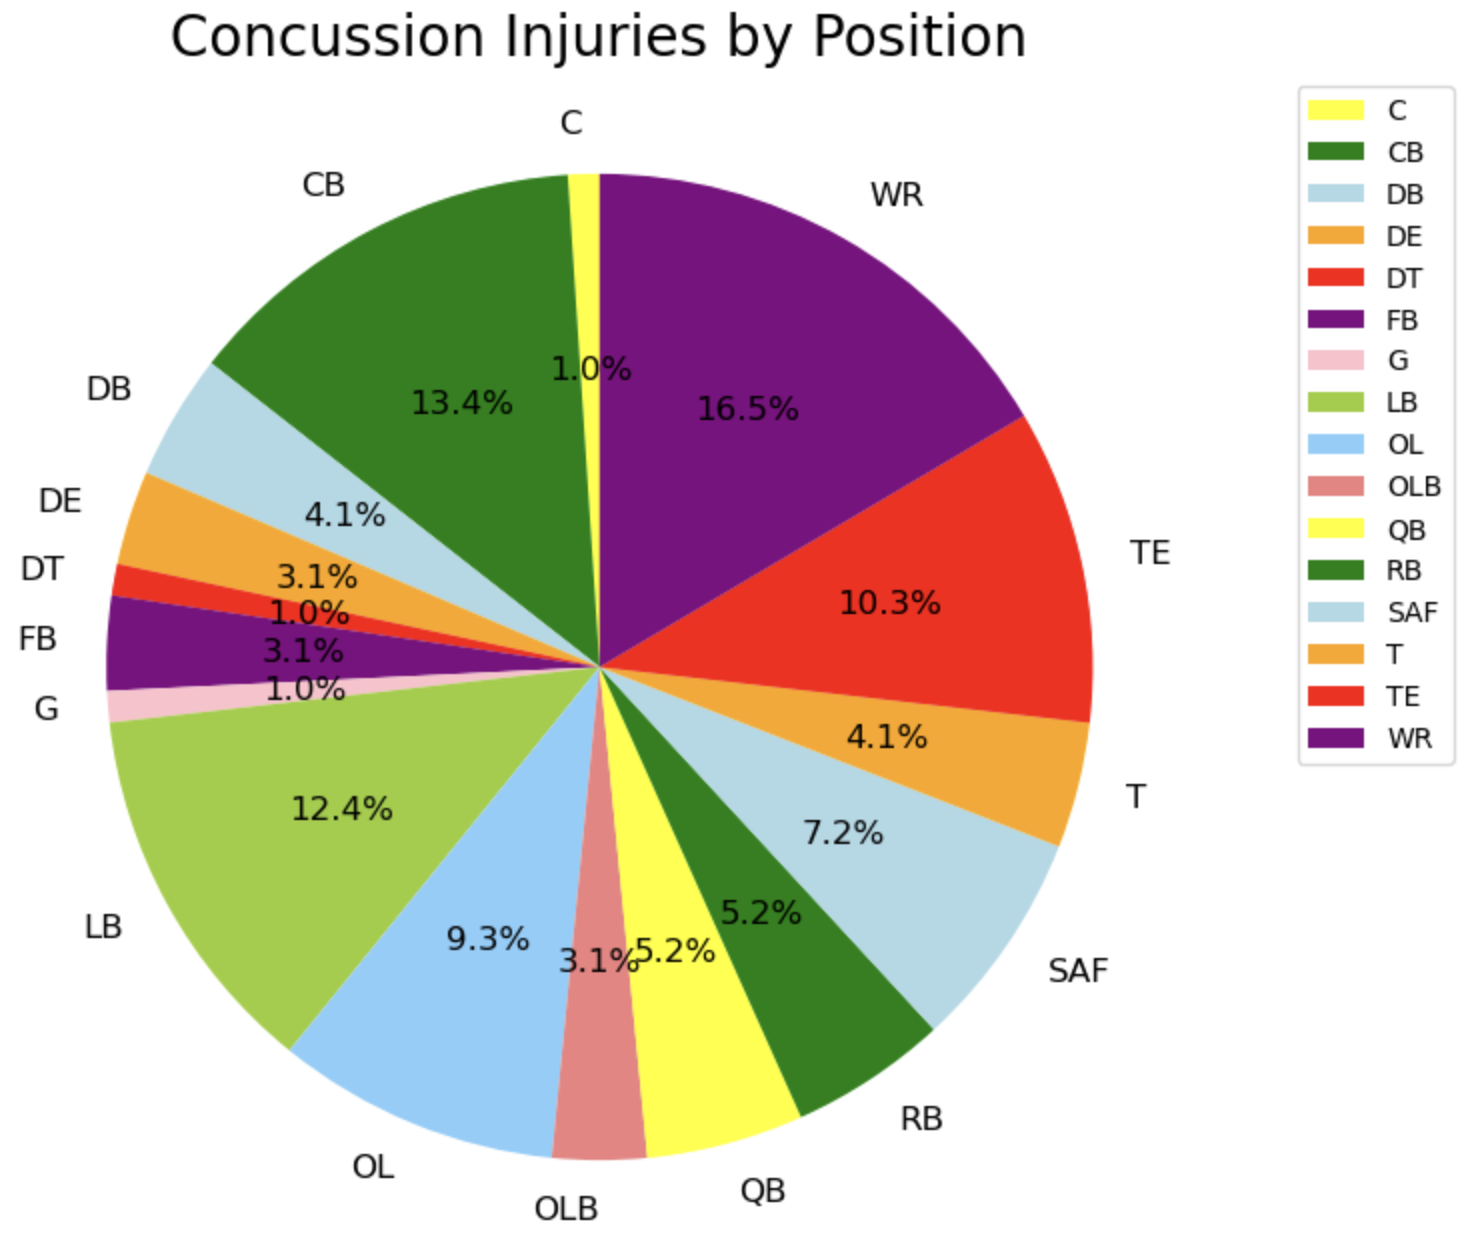 Concussion Injuries by Position
C
CB
WR
DB
DE
DT
FB
G
LB
OL
OLB
QB
RB
SAF
T
TE
1.0%
13.4%
16.5%
4.1%
3.1%
1.0%
3.1%
1.0%
12.4%
9.3%
3.1%
5.2%
5.2%
7.2%
4.1%
10.3%
C
CB
DB
DE
DT
FB
G
LB
OL
OLB
QB
RB
SAF
T
TE
WR